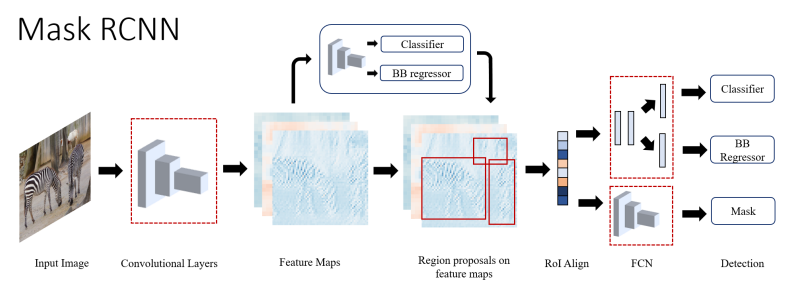 Mask RCNN
Classifier
BB regressor
Classifier
BB
Regressor
Mask
Input Image
Convolutional Layers
Feature Maps
Region proposals on
feature maps
RoI Align
FCN
Detection